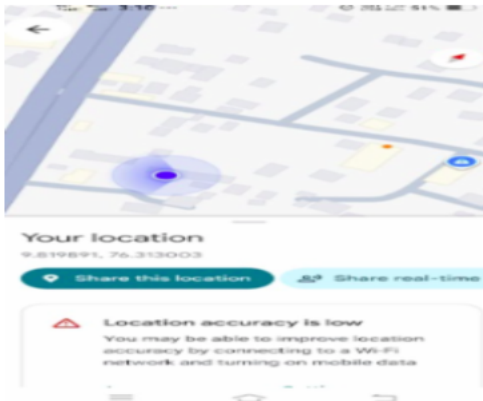 Your location
9.819891, 76.313003
Share this location
Share real-time
Location accuracy is low
You may be able to improve location
accuracy by connecting to a Wi-Fi
network and turning on mobile data